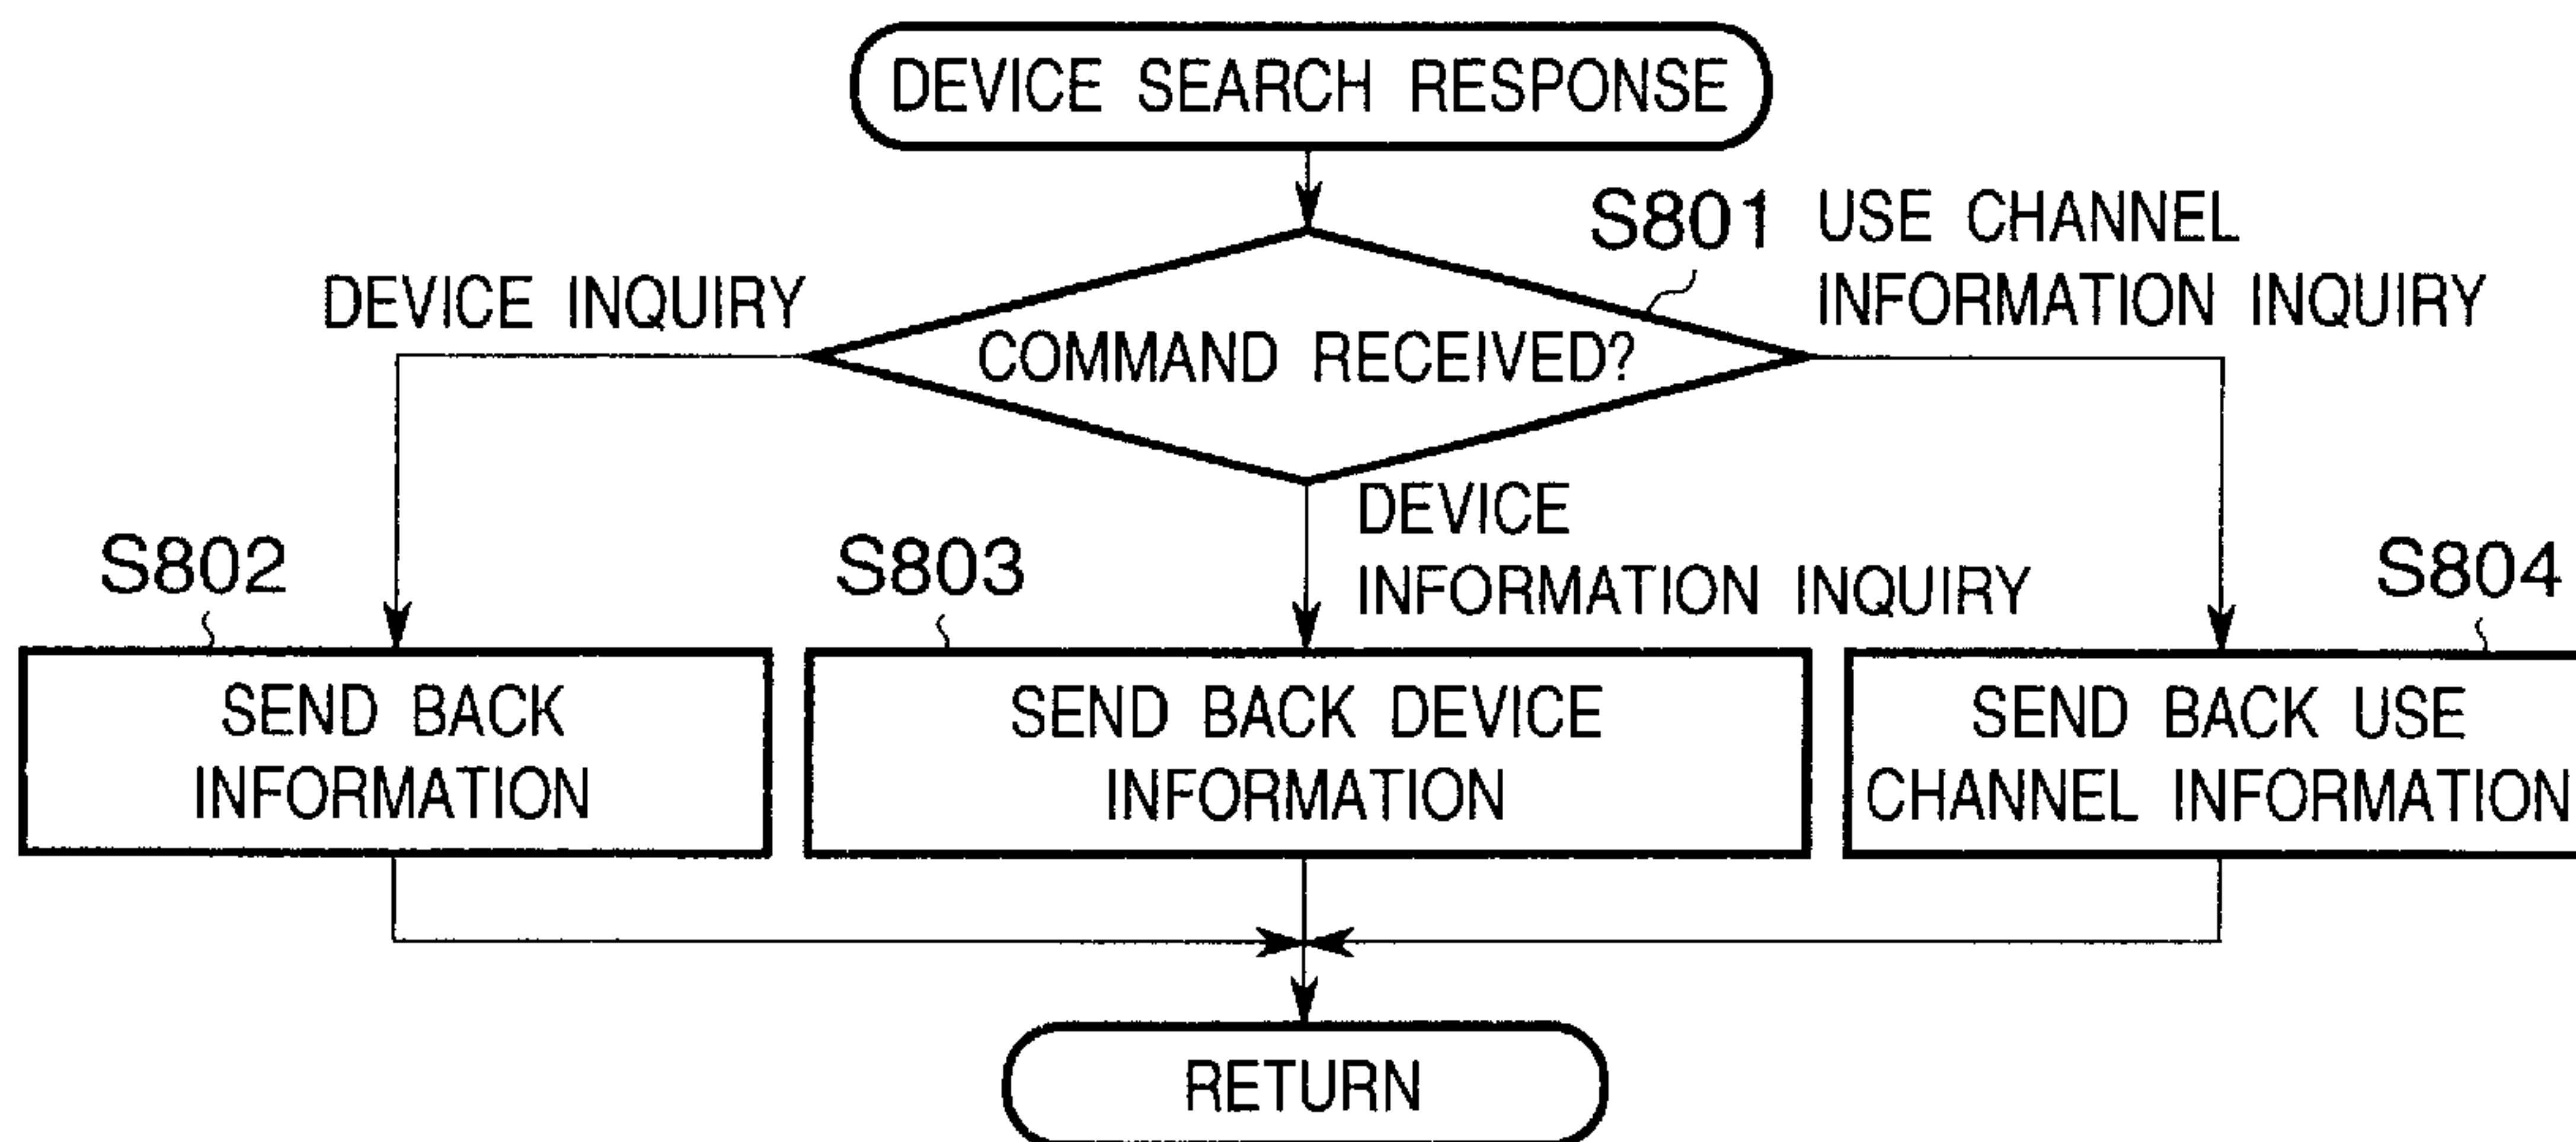 DEVICE SEARCH RESPONSE
S801
USE CHANNEL
INFORMATION INQUIRY
DEVICE INQUIRY
COMMAND RECEIVED?
DEVICE
INFORMATION INQUIRY
S802
S803
S804
SEND BACK
INFORMATION
SEND BACK DEVICE
INFORMATION
SEND BACK USE
CHANNEL INFORMATION
RETURN